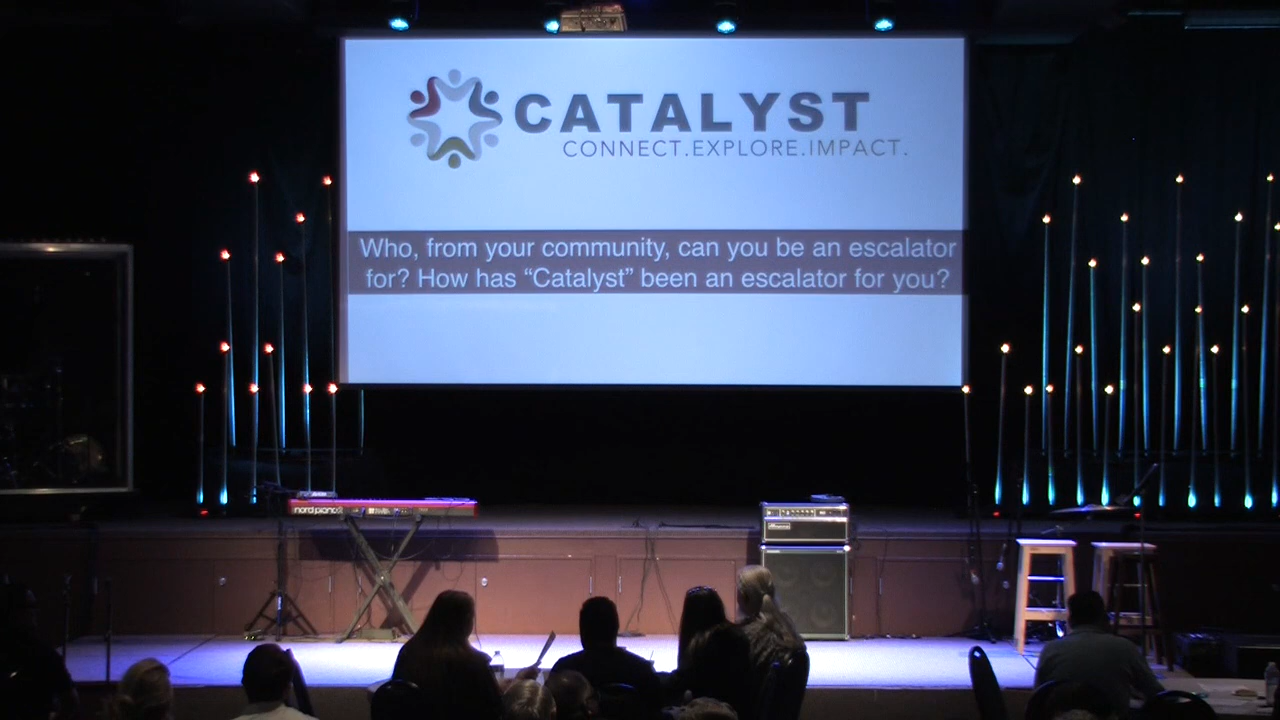 CATALYST
CONNECT.EXPLORE.IMPACT.
Who, from your community, can you be an escalator
for? How has “Catalyst” been an escalator for you?
nord piano